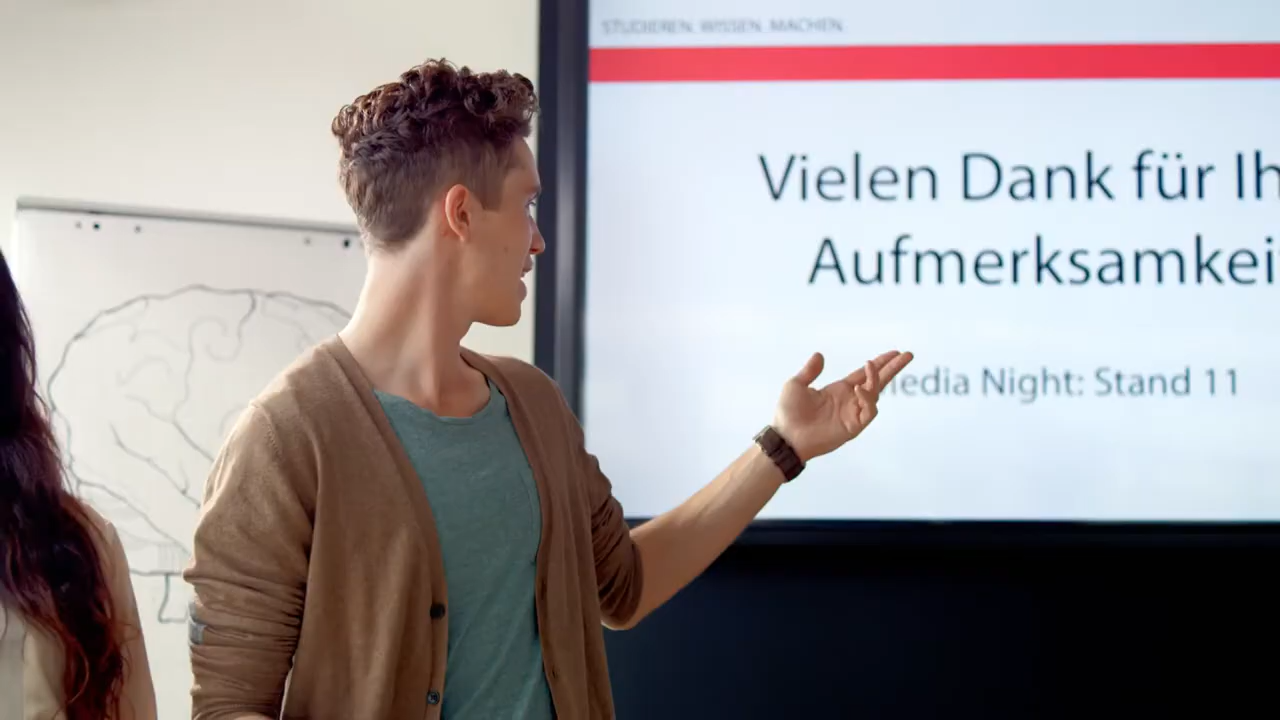 STUDIEREN. WISSEN. MACHEN.
Vielen Dank für Ih
Aufmerksamkei
edia Night: Stand 11